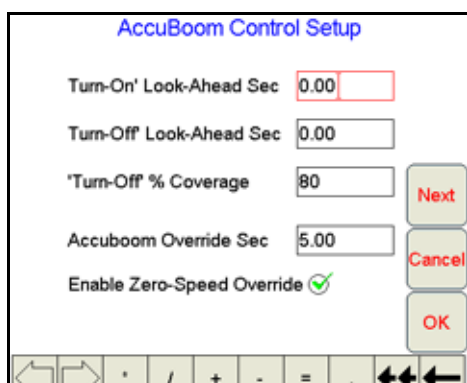 AccuBoom Control Setup
Turn-On' Look-Ahead Sec 0.00
Turn-Off' Look-Ahead Sec 0.00
'Turn-Off' % Coverage 80
Next
Accuboom Override Sec 5.00
Cancel
Enable Zero-Speed Override
OK
' / + - = .